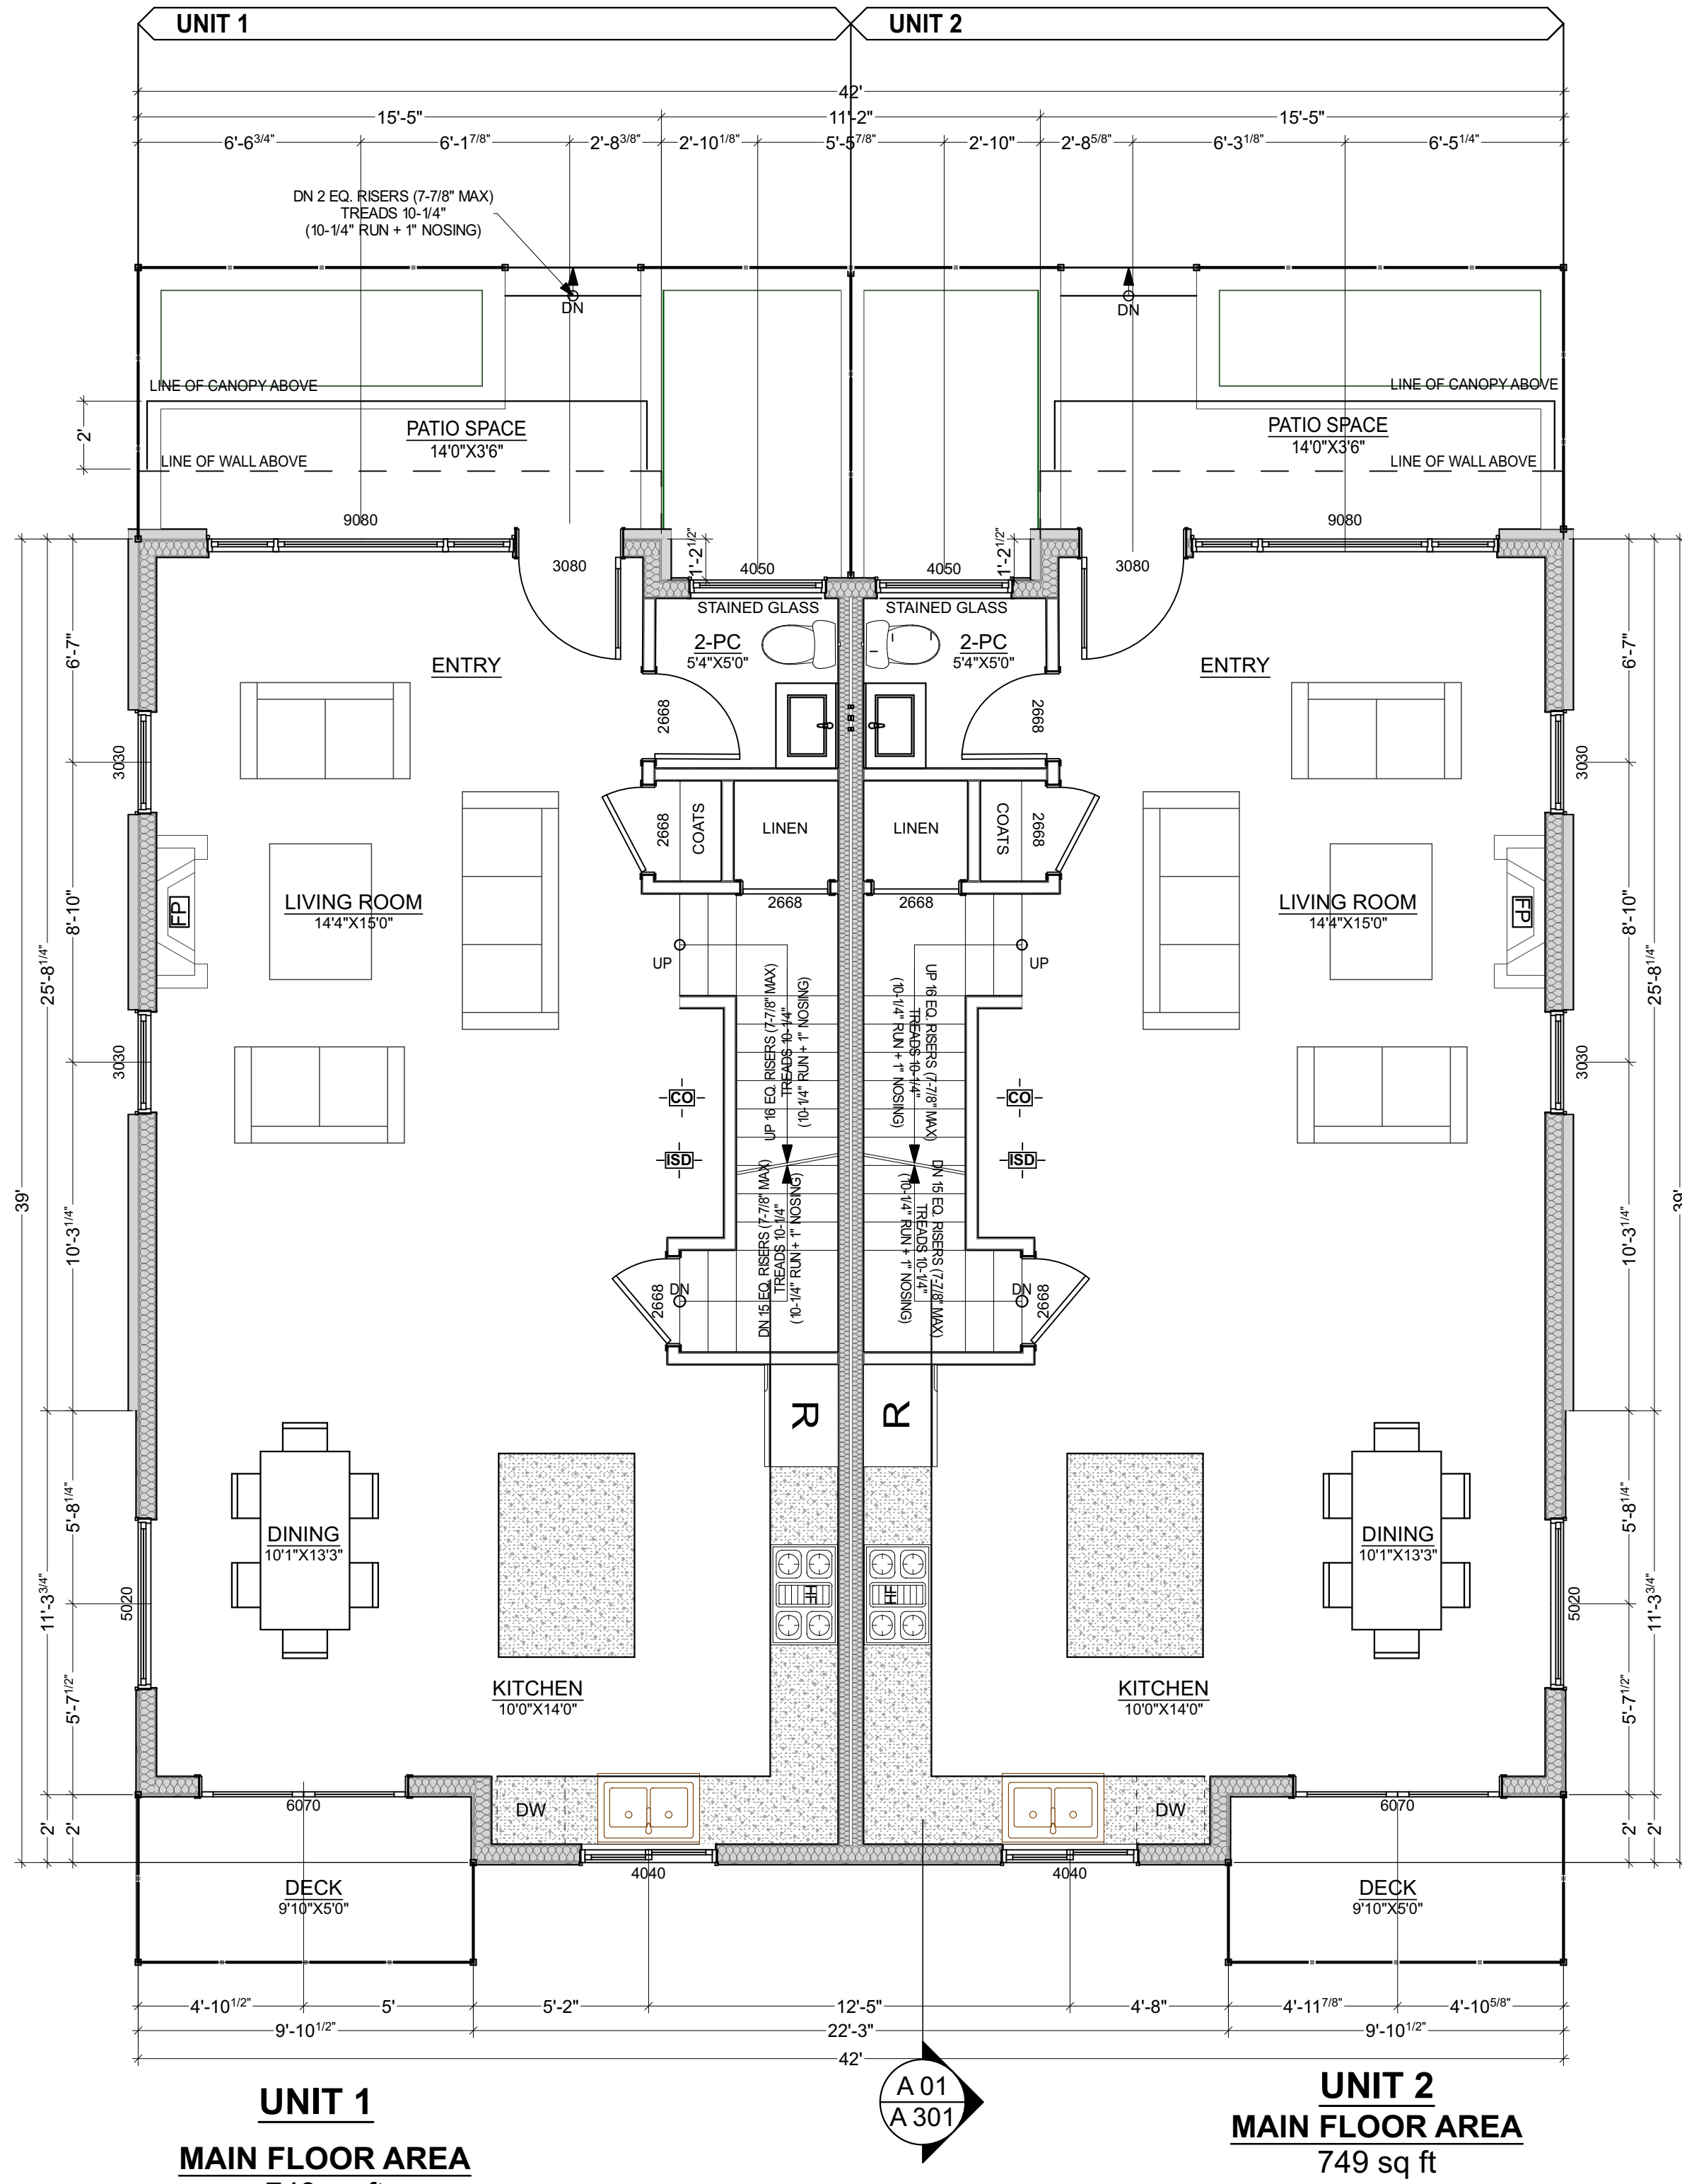 UNIT 1
UNIT 2
42'
15'-5"
11'-2"
15'-5"
6'-6 3/4"
6'-1 7/8"
2'-8 3/8"
2'-10 1/8"
5'-5 7/8"
2'-10"
2'-8 5/8"
6'-3 1/8"
6'-5 1/4"
DN 2 EQ. RISERS (7-7/8" MAX)
TREADS 10-1/4"
(10-1/4" RUN + 1" NOSING)
DN
DN
LINE OF CANOPY ABOVE
LINE OF CANOPY ABOVE
2'
PATIO SPACE
14'0"X3'6"
PATIO SPACE
14'0"X3'6"
LINE OF WALL ABOVE
LINE OF WALL ABOVE
9080
9080
3080
1'-2 1/2"
4050
4050
1'-2 1/2"
3080
STAINED GLASS
STAINED GLASS
2-PC
5'4"X5'0"
2-PC
5'4"X5'0"
6'-7"
6'-7"
ENTRY
ENTRY
2668
2668
3030
3030
2668
COATS
LINEN
LINEN
COATS
2668
2668
2668
FP
LIVING ROOM
14'4"X15'0"
LIVING ROOM
14'4"X15'0"
FP
8'-10"
8'-10"
25'-8 1/4"
25'-8 1/4"
UP
UP
UP 16 EQ. RISERS (7-7/8" MAX)
TREADS 10-1/4"
(10-1/4" RUN + 1" NOSING)
UP 16 EQ. RISERS (7-7/8" MAX)
TREADS 10-1/4"
(10-1/4" RUN + 1" NOSING)
3030
3030
CO
CO
ISD
ISD
39'
39'
10'-3 1/4"
10'-3 1/4"
DN 15 EQ. RISERS (7-7/8" MAX)
TREADS 10-1/4"
(10-1/4" RUN + 1" NOSING)
DN 15 EQ. RISERS (7-7/8" MAX)
TREADS 10-1/4"
(10-1/4" RUN + 1" NOSING)
2668
DN
DN
2668
R
R
5'-8 1/4"
5'-8 1/4"
DINING
10'1"X13'3"
DINING
10'1"X13'3"
HF
HF
11'-3 3/4"
5020
5020
11'-3 3/4"
KITCHEN
10'0"X14'0"
KITCHEN
10'0"X14'0"
5'-7 1/2"
5'-7 1/2"
6070
DW
DW
6070
2'
2'
2'
2'
4040
4040
DECK
9'10"X5'0"
DECK
9'10"X5'0"
4'-10 1/2"
5'
5'-2"
12'-5"
4'-8"
4'-11 7/8"
4'-10 5/8"
9'-10 1/2"
22'-3"
9'-10 1/2"
42'
A 01
A 301
UNIT 1
MAIN FLOOR AREA
UNIT 2
MAIN FLOOR AREA
749 sq ft